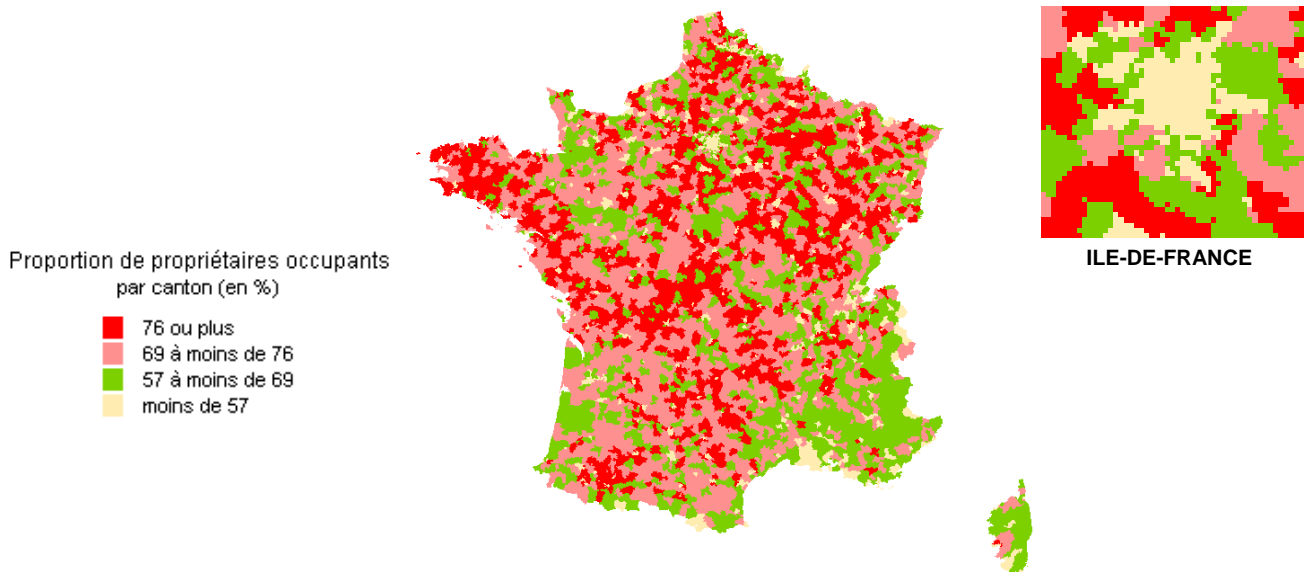 ILE-DE-FRANCE
Proportion de propriétaires occupants
par canton (en %)
76 ou plus
69 à moins de 76
57 à moins de 69
moins de 57